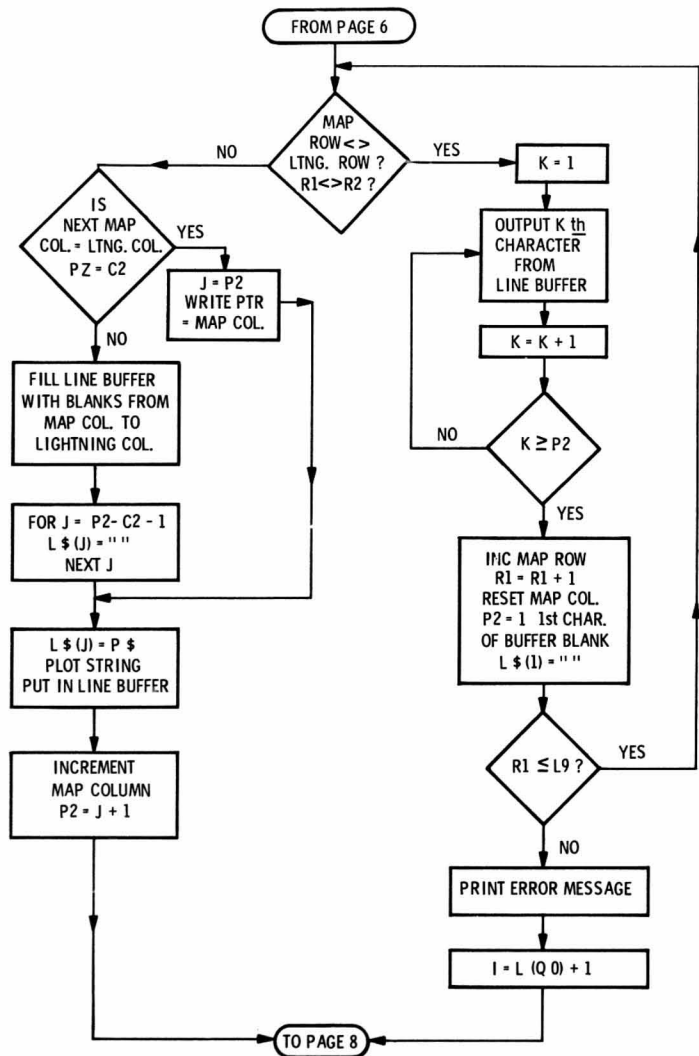 FROM PAGE 6
MAP
ROW<>
LTNG. ROW ?
R1<>R2 ?
NO
YES
IS
NEXT MAP
COL. = LTNG. COL.
PZ = C2
YES
J = P2
WRITE PTR
= MAP COL.
NO
FILL LINE BUFFER
WITH BLANKS FROM
MAP COL. TO
LIGHTNING COL.
FOR J = P2- C2 - 1
L $ (J) = " "
NEXT J
L $ (J) = P $
PLOT STRING
PUT IN LINE BUFFER
INCREMENT
MAP COLUMN
P2 = J + 1
K = 1
OUTPUT K th
CHARACTER
FROM
LINE BUFFER
K = K + 1
NO
K ≥ P2
YES
INC MAP ROW
R1 = R1 + 1
RESET MAP COL.
P2 = 1 1st CHAR.
OF BUFFER BLANK
L $ (1) = " "
R1 ≤ L9 ?
YES
NO
PRINT ERROR MESSAGE
I = L (Q 0) + 1
TO PAGE 8